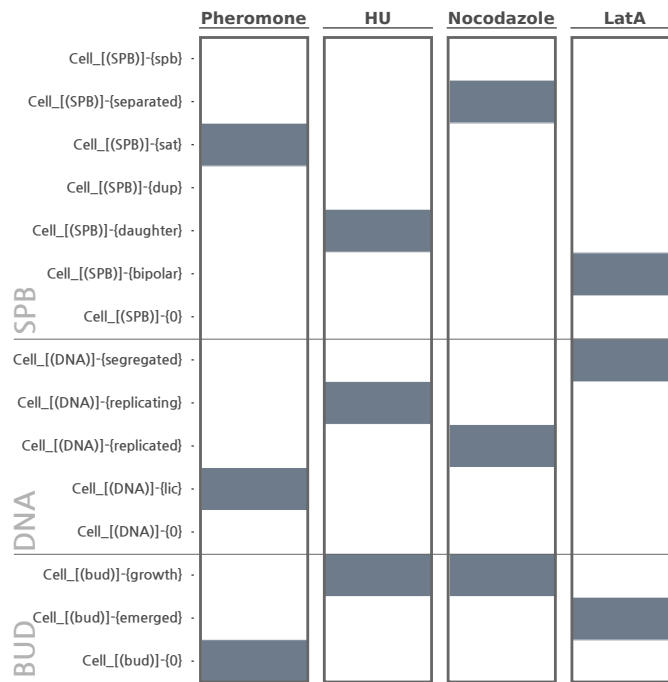 Pheromone HU Nocodazole LatA
Cell_[(SPB)]-{spb}
Cell_[(SPB)]-{separated}
Cell_[(SPB)]-{sat}
Cell_[(SPB)]-{dup}
Cell_[(SPB)]-{daughter}
Cell_[(SPB)]-{bipolar}
Cell_[(SPB)]-{0}
SPB
Cell_[(DNA)]-{segregated}
Cell_[(DNA)]-{replicating}
Cell_[(DNA)]-{replicated}
Cell_[(DNA)]-{lic}
Cell_[(DNA)]-{0}
DNA
Cell_[(bud)]-{growth}
Cell_[(bud)]-{emerged}
Cell_[(bud)]-{0}
BUD